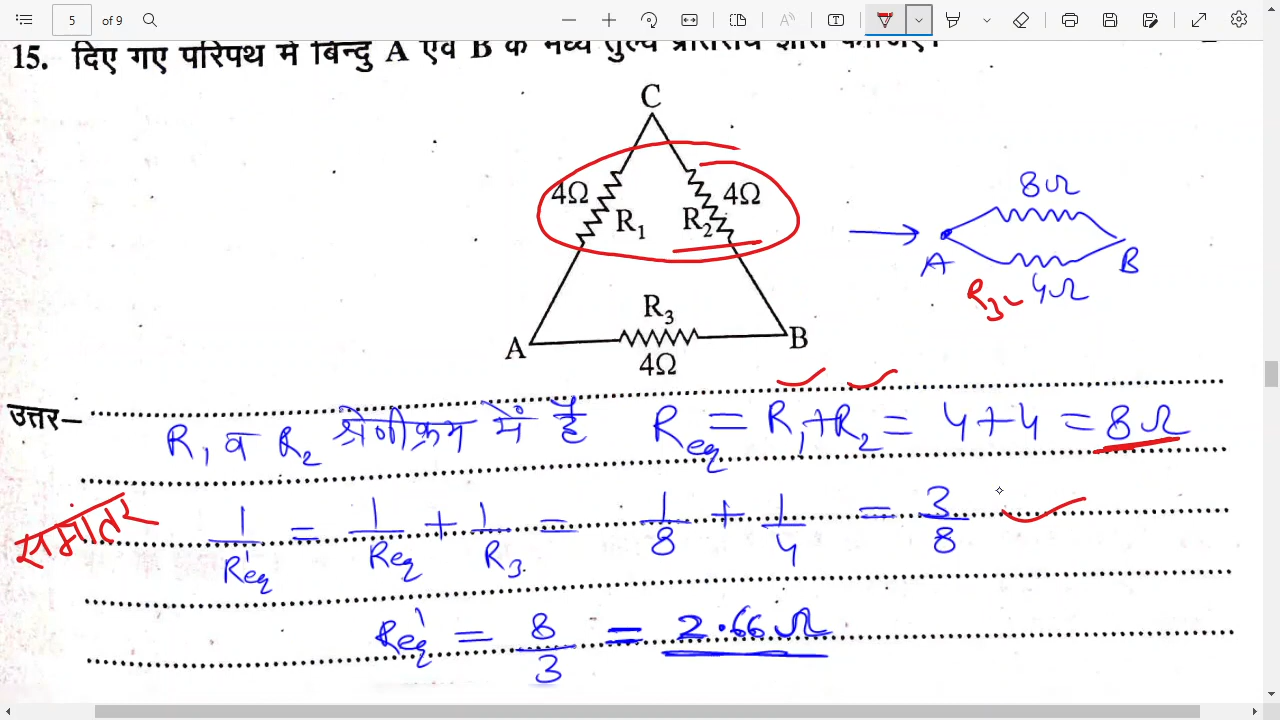 5 of 9
15. दिए गए परिपथ में बिन्दु A एवं B के मध्य तुल्य प्रतिरोध ज्ञात कीजिए।
C
4Ω R₁ R₂ 4Ω
R₃
A B
4Ω
8Ω
A B
R₃ 4Ω
उत्तर–
R₁ व R₂ श्रेणीक्रम में है Req = R₁+R₂ = 4+4 = 8Ω
समांतर 1/R'eq = 1/Req + 1/R₃ = 1/8 + 1/4 = 3/8
R'eq = 8/3 = 2.66Ω